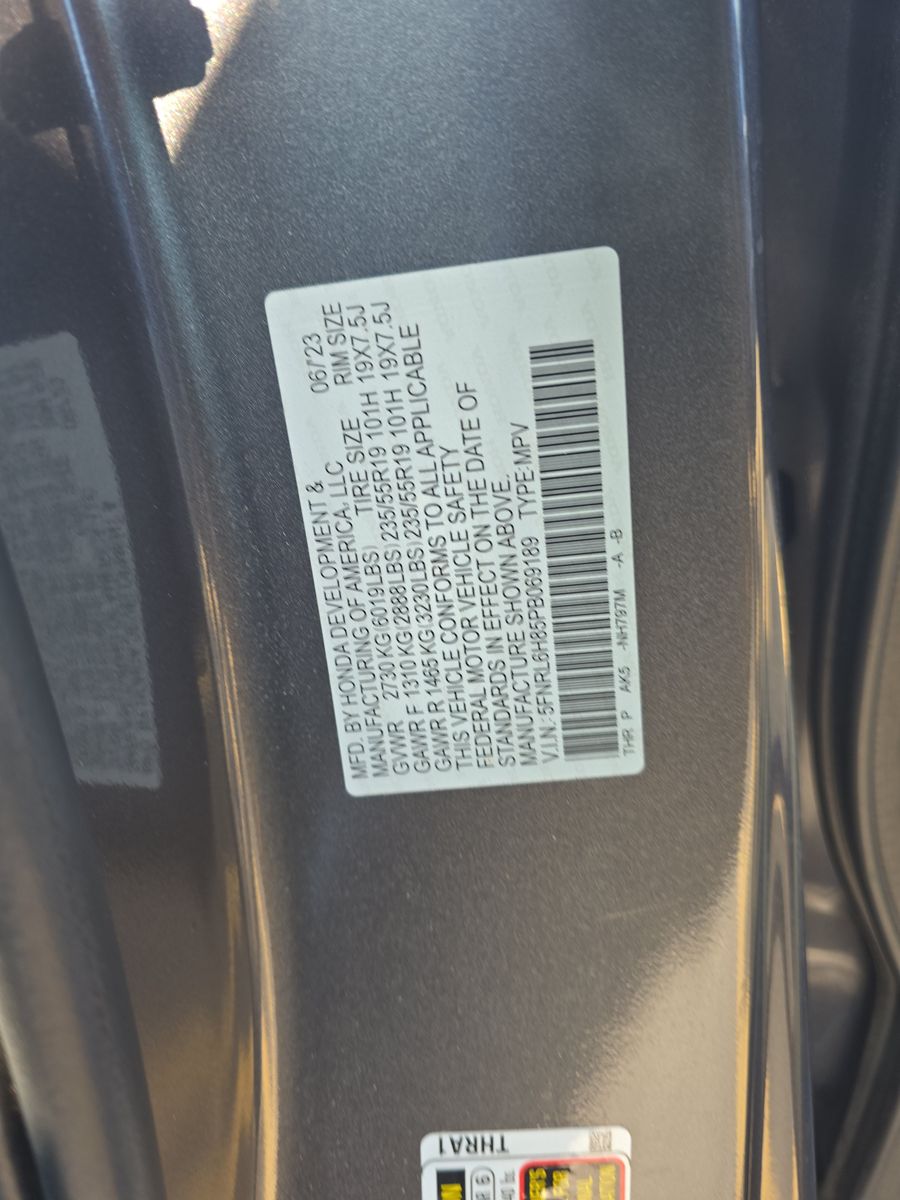 MFD. BY HONDA DEVELOPMENT &
MANUFACTURING OF AMERICA, LLC 06/'23
GVWR 2730 KG(6019LBS) TIRE SIZE RIM SIZE
GAWR F 1310 KG(2888LBS) 235/55R19 101H 19X7.5J
GAWR R 1465 KG(3230LBS) 235/55R19 101H 19X7.5J
THIS VEHICLE CONFORMS TO ALL APPLICABLE
FEDERAL MOTOR VEHICLE SAFETY
STANDARDS IN EFFECT ON THE DATE OF
MANUFACTURE SHOWN ABOVE.
V.I.N.: 5FNRL6H85PB069189 TYPE:MPV
THR P AK5 -NH797M -A -B
THRA1